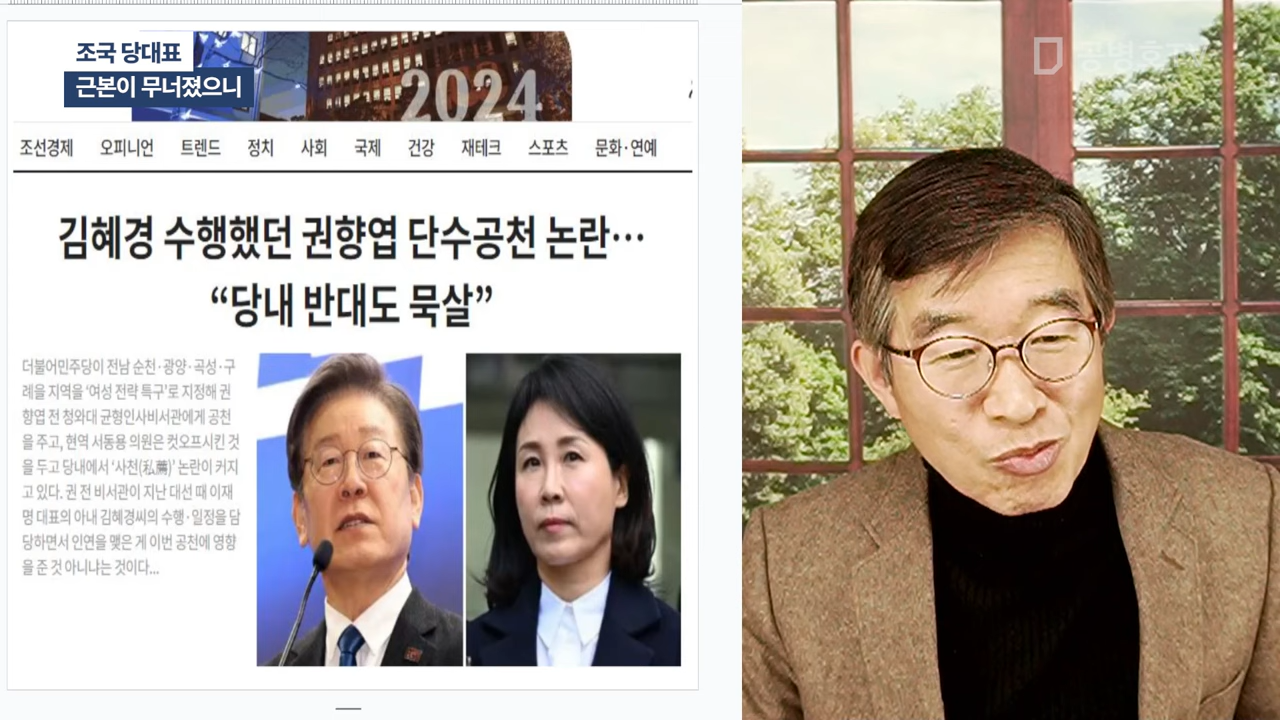 조국 당대표
근본이 무너졌으니
2024
조선경제 오피니언 트렌드 정치 사회 국제 건강 재테크 스포츠 문화·연예
김혜경 수행했던 권향엽 단수공천 논란…
“당내 반대도 묵살”
더불어민주당이 전남 순천·광양·곡성·구
례을 지역을 ‘여성 전략 특구’로 지정해 권
향엽 전 청와대 균형인사비서관에게 공천
을 주고, 현역 서동용 의원은 컷오프시킨 것
을 두고 당내에서 ‘사천(私薦)’ 논란이 커지
고 있다. 권 전 비서관이 지난 대선 때 이재
명 대표의 아내 김혜경씨의 수행·일정을 담
당하면서 인연을 맺은 게 이번 공천에 영향
을 준 것 아니냐는 것이다...
공병호TV